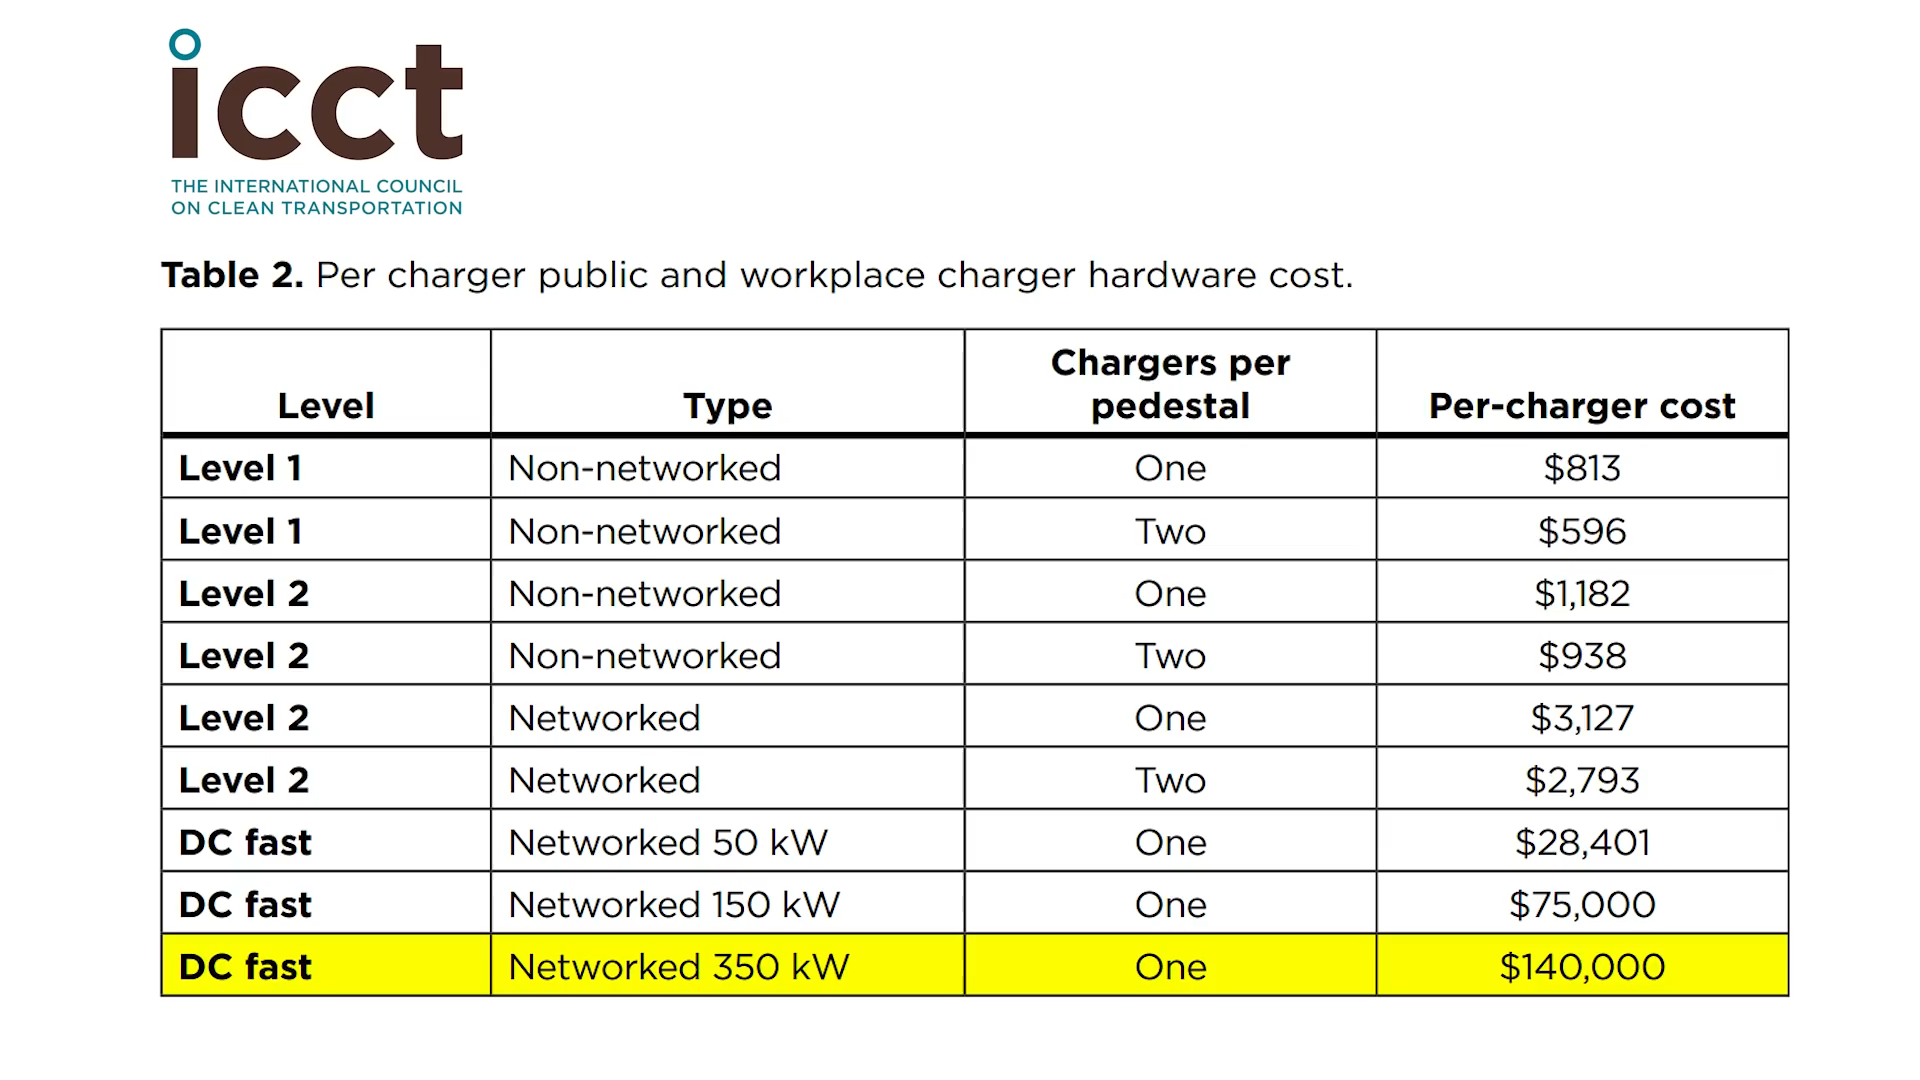 icct
THE INTERNATIONAL COUNCIL
ON CLEAN TRANSPORTATION
Table 2. Per charger public and workplace charger hardware cost.
Level Type Chargers per pedestal Per-charger cost
Level 1 Non-networked One $813
Level 1 Non-networked Two $596
Level 2 Non-networked One $1,182
Level 2 Non-networked Two $938
Level 2 Networked One $3,127
Level 2 Networked Two $2,793
DC fast Networked 50 kW One $28,401
DC fast Networked 150 kW One $75,000
DC fast Networked 350 kW One $140,000